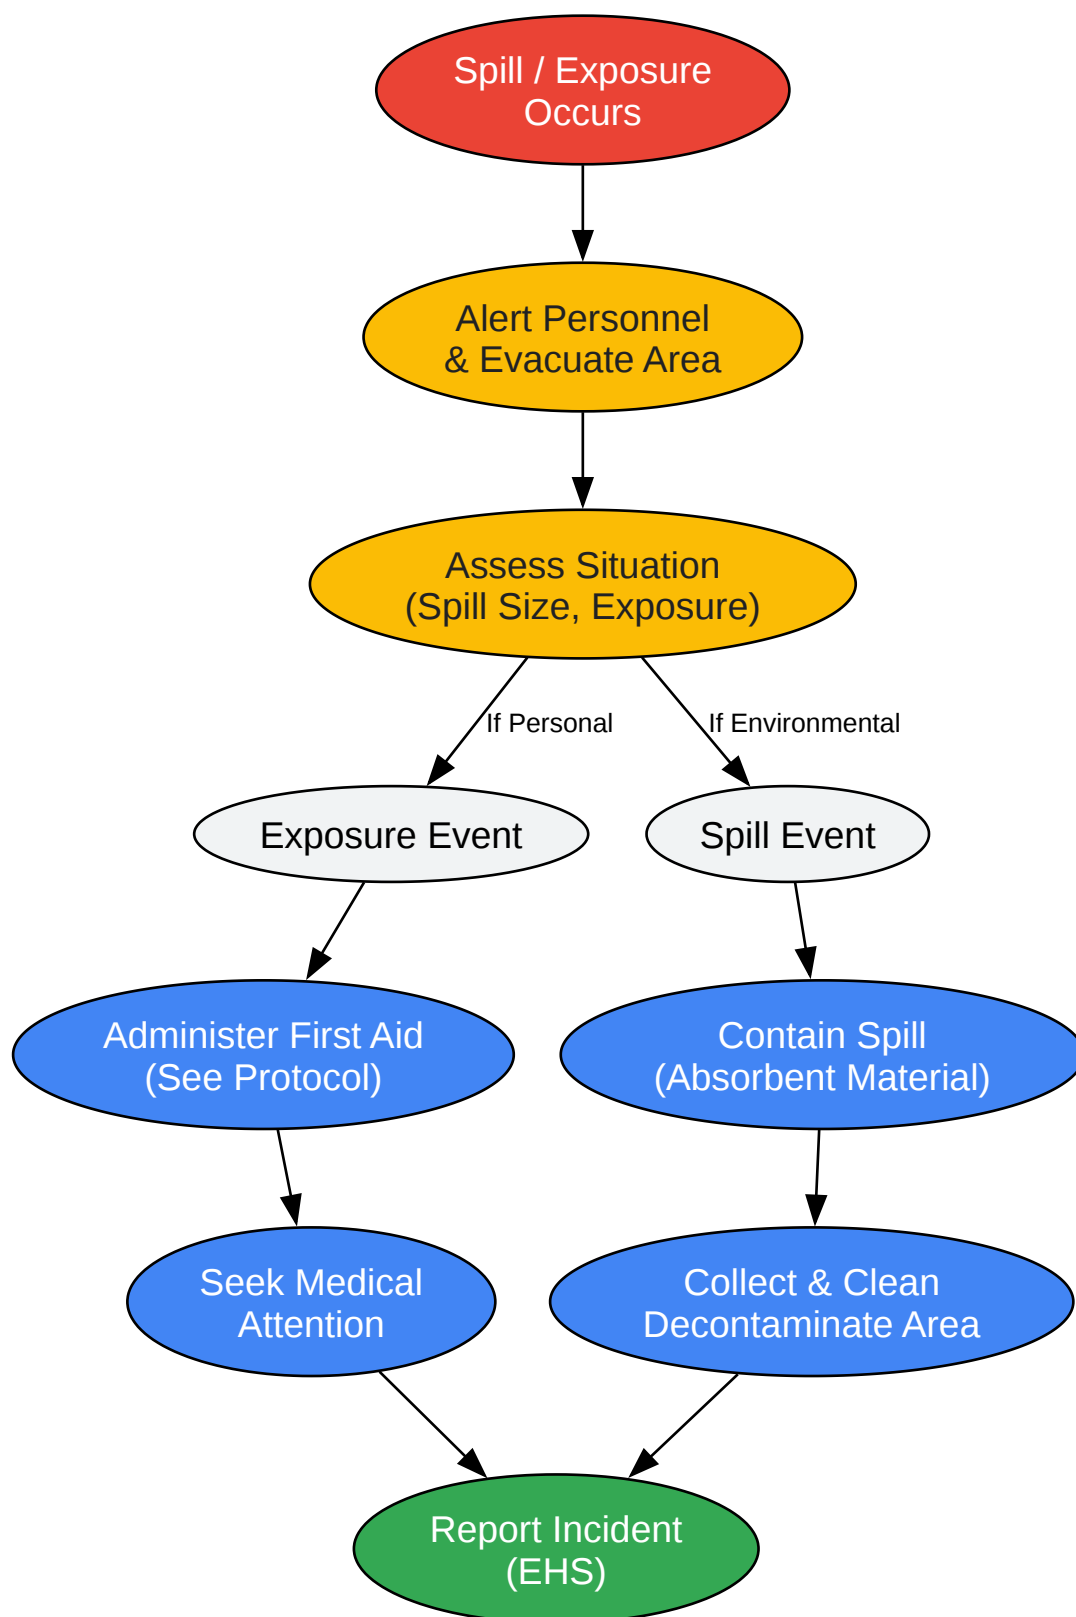 Spill / Exposure
Occurs
Alert Personnel
& Evacuate Area
Assess Situation
(Spill Size, Exposure)
If Personal
If Environmental
Exposure Event
Spill Event
Administer First Aid
(See Protocol)
Contain Spill
(Absorbent Material)
Seek Medical
Attention
Collect & Clean
Decontaminate Area
Report Incident
(EHS)